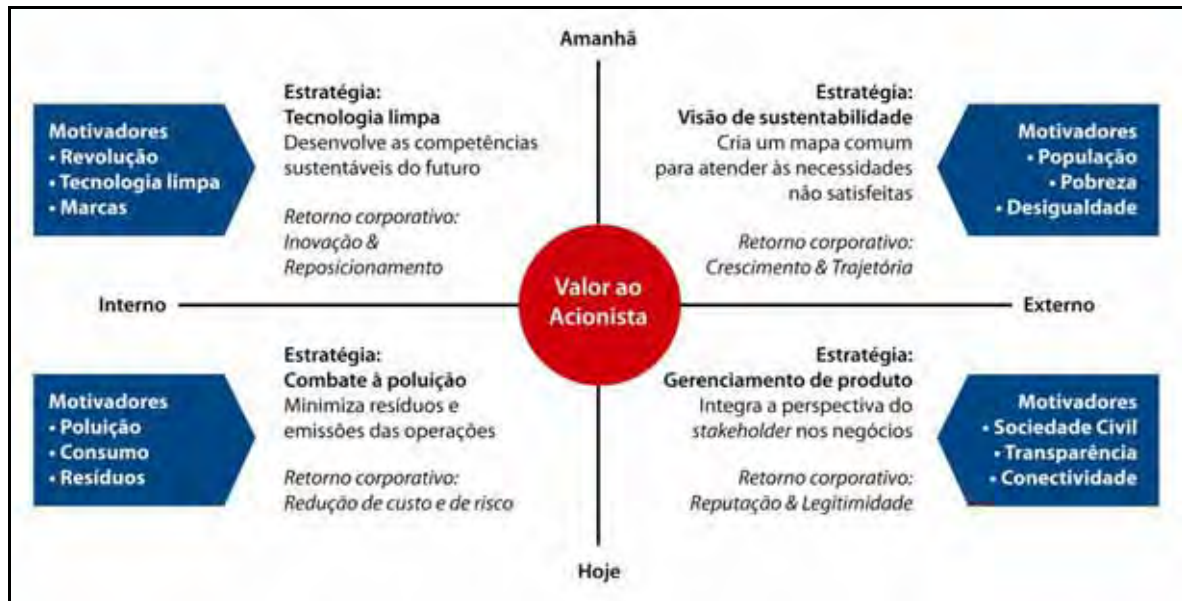 Amanhã
Motivadores
• Revolução
• Tecnologia limpa
• Marcas
Estratégia:
Tecnologia limpa
Desenvolve as competências
sustentáveis do futuro
Retorno corporativo:
Inovação &
Reposicionamento
Estratégia:
Visão de sustentabilidade
Cria um mapa comum
para atender às necessidades
não satisfeitas
Retorno corporativo:
Crescimento & Trajetória
Motivadores
• População
• Pobreza
• Desigualdade
Interno
Valor ao
Acionista
Externo
Motivadores
• Poluição
• Consumo
• Resíduos
Estratégia:
Combate à poluição
Minimiza resíduos e
emissões das operações
Retorno corporativo:
Redução de custo e de risco
Estratégia:
Gerenciamento de produto
Integra a perspectiva do
stakeholder nos negócios
Retorno corporativo:
Reputação & Legitimidade
Motivadores
• Sociedade Civil
• Transparência
• Conectividade
Hoje